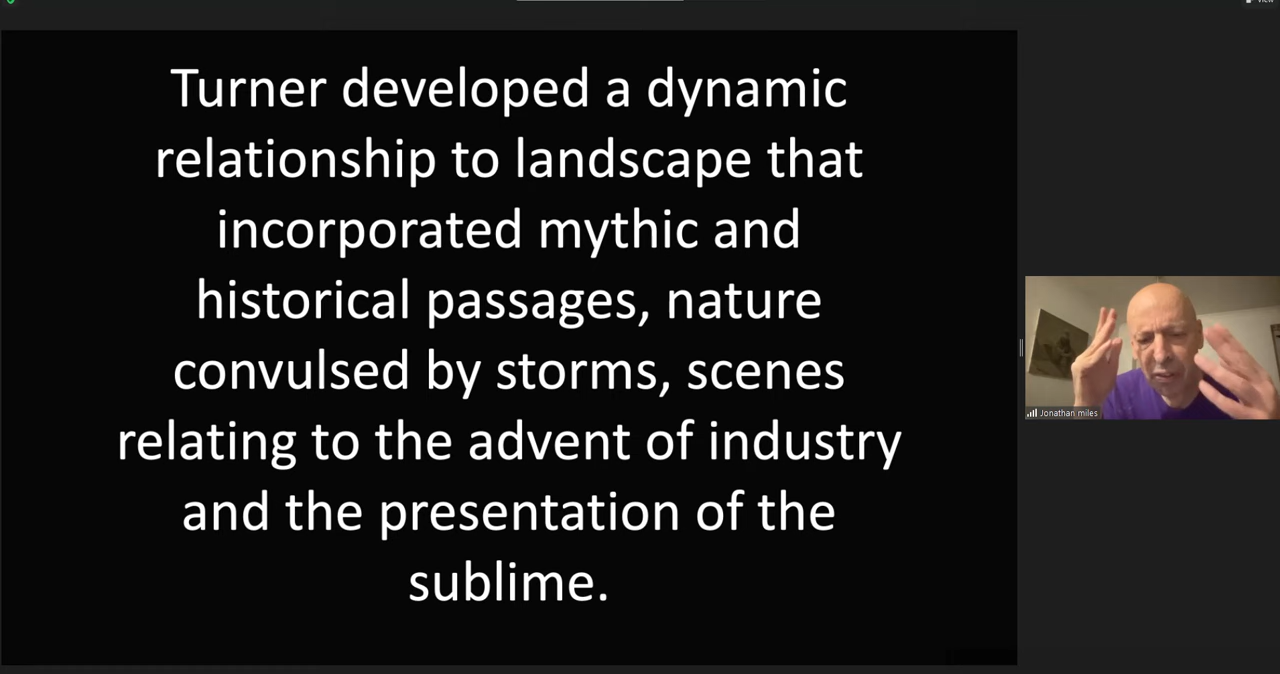 Turner developed a dynamic
relationship to landscape that
incorporated mythic and
historical passages, nature
convulsed by storms, scenes
relating to the advent of industry
and the presentation of the
sublime.
Jonathan miles